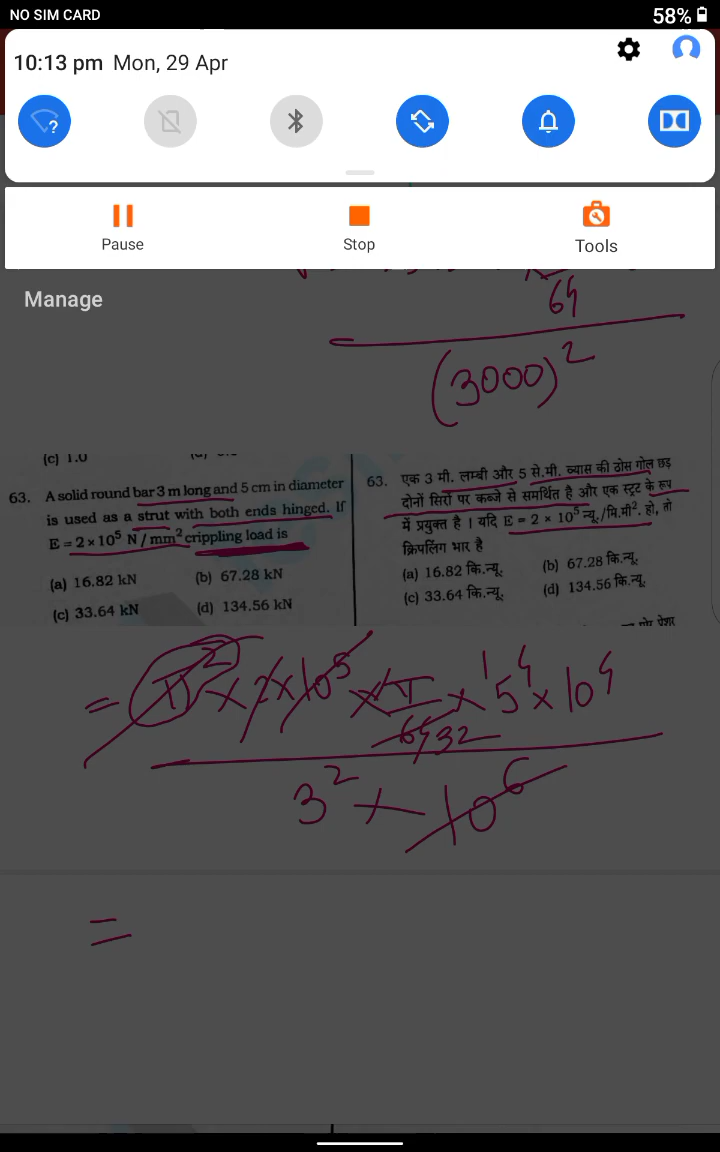 NO SIM CARD 58%
10:13 pm Mon, 29 Apr
Pause Stop Tools
Manage
64
(3000)²
(c) 1.0
63. A solid round bar 3 m long and 5 cm in diameter
is used as a strut with both ends hinged. If
E = 2 × 10⁵ N / mm² crippling load is
(a) 16.82 kN (b) 67.28 kN
(c) 33.64 kN (d) 134.56 kN
63. एक 3 मी. लम्बी और 5 से.मी. व्यास की ठोस गोल छड़
दोनों सिरों पर कब्जे से समर्थित है और एक स्ट्रट के रूप
में प्रयुक्त है । यदि E = 2 × 10⁵ न्यू./मि.मी². हो, तो
क्रिपलिंग भार है
(a) 16.82 कि.न्यू. (b) 67.28 कि.न्यू.
(c) 33.64 कि.न्यू. (d) 134.56 कि.न्यू.
= π² × 2 × 10⁵ × π × 5⁴ × 10⁴
64 32
3² × 10⁶
=